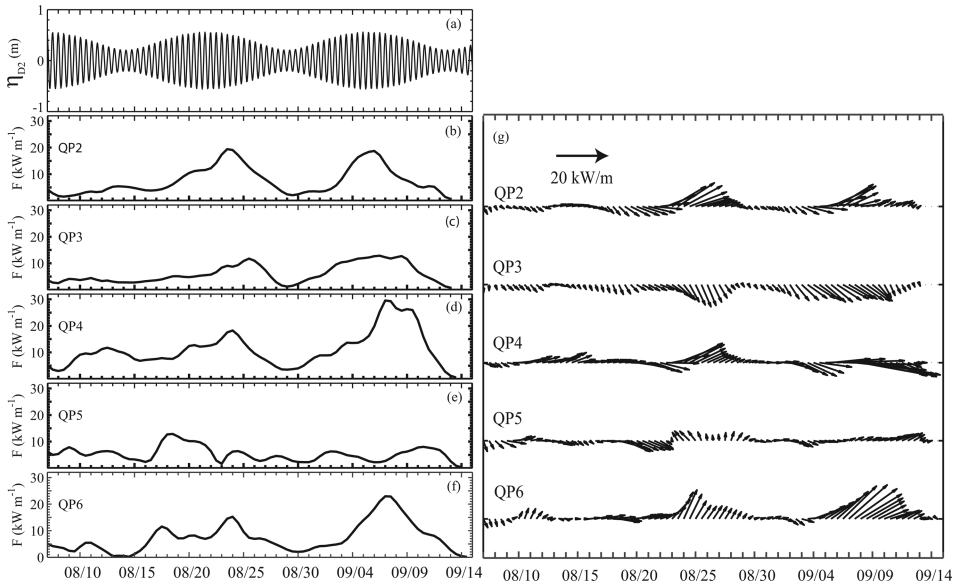 1
(a)
η_D2 (m)
0
-1
30
(b)
QP2
F (kW m⁻¹)
20
10
0
30
(c)
QP3
F (kW m⁻¹)
20
10
0
30
(d)
QP4
F (kW m⁻¹)
20
10
0
30
(e)
QP5
F (kW m⁻¹)
20
10
0
30
(f)
QP6
F (kW m⁻¹)
20
10
0
08/10 08/15 08/20 08/25 08/30 09/04 09/09 09/14
(g)
20 kW/m
QP2
QP3
QP4
QP5
QP6
08/10 08/15 08/20 08/25 08/30 09/04 09/09 09/14